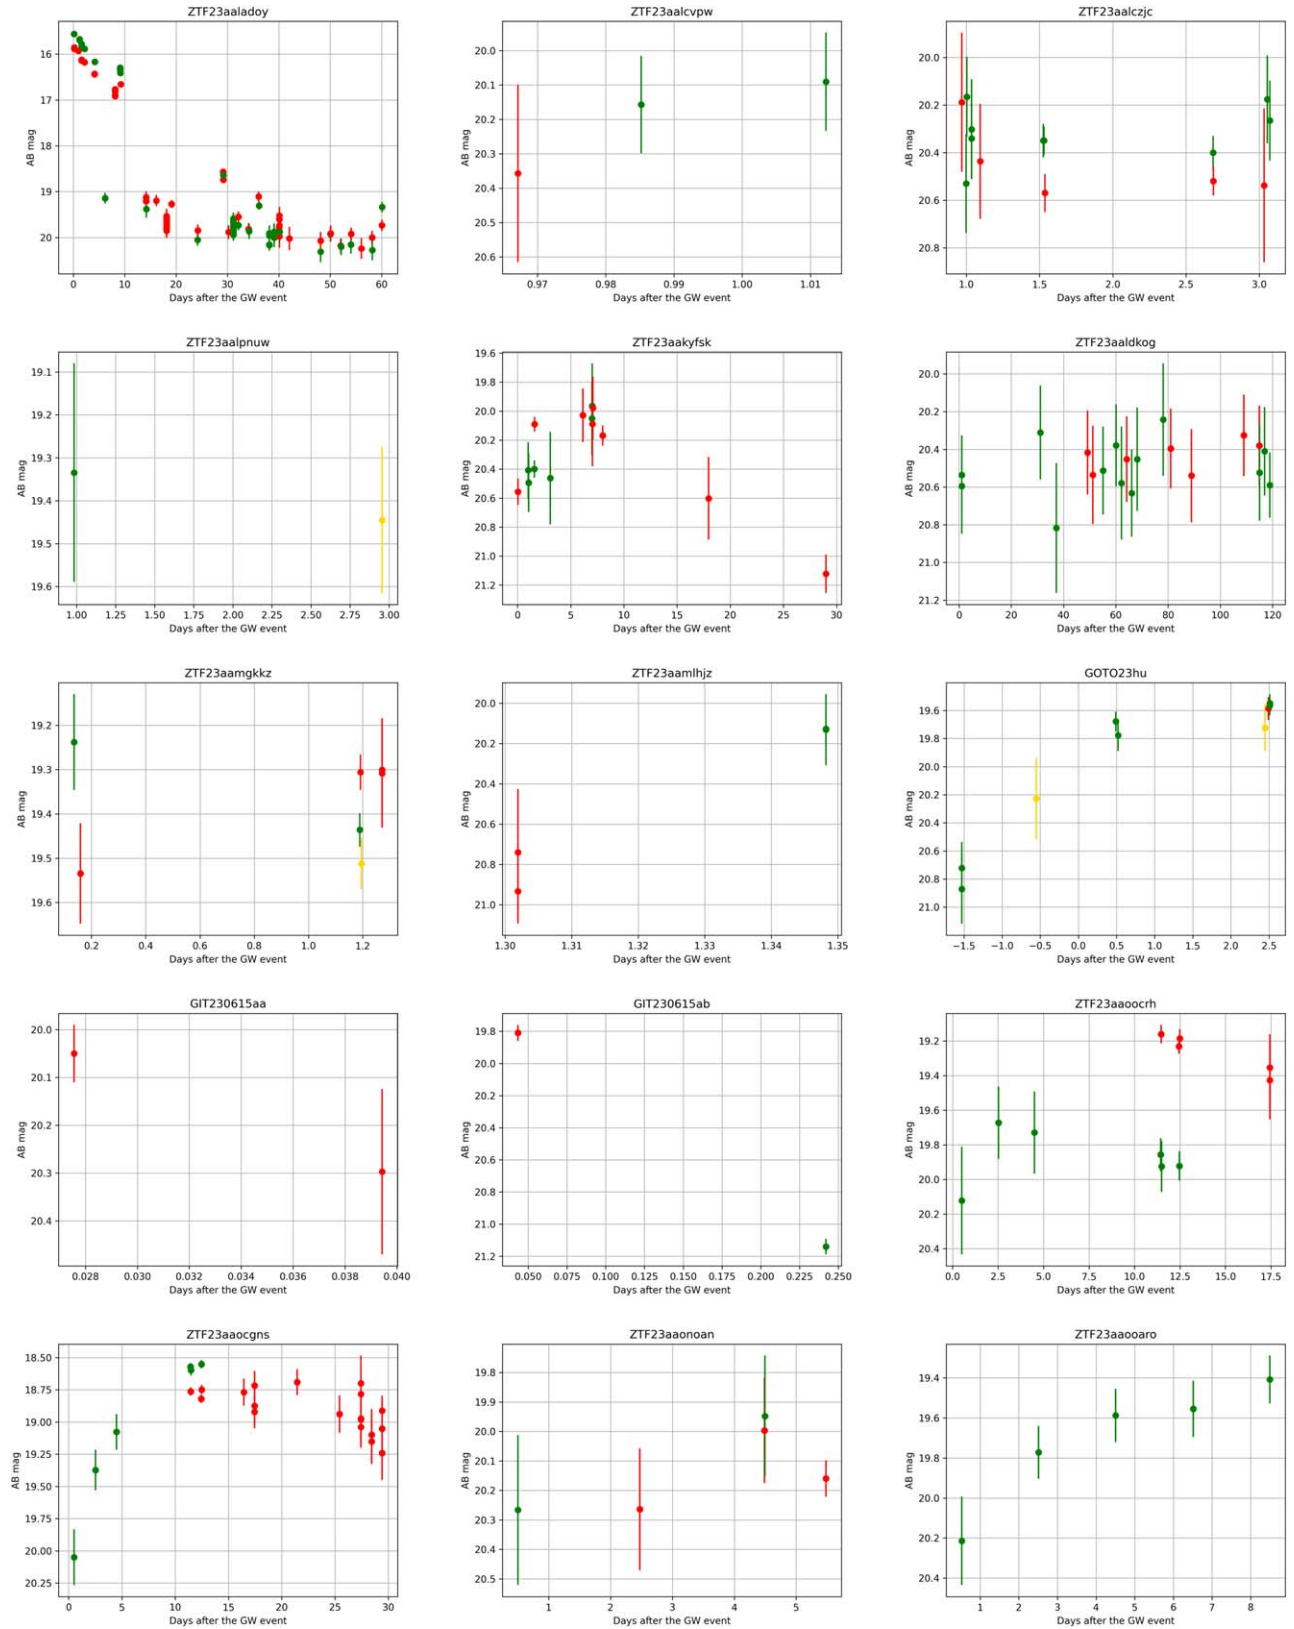 ZTF23aaladoy
AB mag
16
17
18
19
20
0 10 20 30 40 50 60
Days after the GW event
ZTF23aalcvpw
AB mag
20.0
20.1
20.2
20.3
20.4
20.5
20.6
0.97 0.98 0.99 1.00 1.01
Days after the GW event
ZTF23aalczjc
AB mag
20.0
20.2
20.4
20.6
20.8
1.0 1.5 2.0 2.5 3.0
Days after the GW event
ZTF23aalpnuw
AB mag
19.1
19.2
19.3
19.4
19.5
19.6
1.00 1.25 1.50 1.75 2.00 2.25 2.50 2.75 3.00
Days after the GW event
ZTF23aakyfsk
AB mag
19.6
19.8
20.0
20.2
20.4
20.6
20.8
21.0
21.2
0 5 10 15 20 25 30
Days after the GW event
ZTF23aaldkog
AB mag
20.0
20.2
20.4
20.6
20.8
21.0
21.2
0 20 40 60 80 100 120
Days after the GW event
ZTF23aamgkkz
AB mag
19.2
19.3
19.4
19.5
19.6
0.2 0.4 0.6 0.8 1.0 1.2
Days after the GW event
ZTF23aamlhjz
AB mag
20.0
20.2
20.4
20.6
20.8
21.0
1.30 1.31 1.32 1.33 1.34 1.35
Days after the GW event
GOTO23hu
AB mag
19.6
19.8
20.0
20.2
20.4
20.6
20.8
21.0
−1.5 −1.0 −0.5 0.0 0.5 1.0 1.5 2.0 2.5
Days after the GW event
GIT230615aa
AB mag
20.0
20.1
20.2
20.3
20.4
0.028 0.030 0.032 0.034 0.036 0.038 0.040
Days after the GW event
GIT230615ab
AB mag
19.8
20.0
20.2
20.4
20.6
20.8
21.0
21.2
0.050 0.075 0.100 0.125 0.150 0.175 0.200 0.225 0.250
Days after the GW event
ZTF23aaoocrh
AB mag
19.2
19.4
19.6
19.8
20.0
20.2
20.4
0.0 2.5 5.0 7.5 10.0 12.5 15.0 17.5
Days after the GW event
ZTF23aaocgns
AB mag
18.50
18.75
19.00
19.25
19.50
19.75
20.00
20.25
0 5 10 15 20 25 30
Days after the GW event
ZTF23aaonoan
AB mag
19.8
19.9
20.0
20.1
20.2
20.3
20.4
20.5
1 2 3 4 5
Days after the GW event
ZTF23aaooaro
AB mag
19.4
19.6
19.8
20.0
20.2
20.4
1 2 3 4 5 6 7 8
Days after the GW event